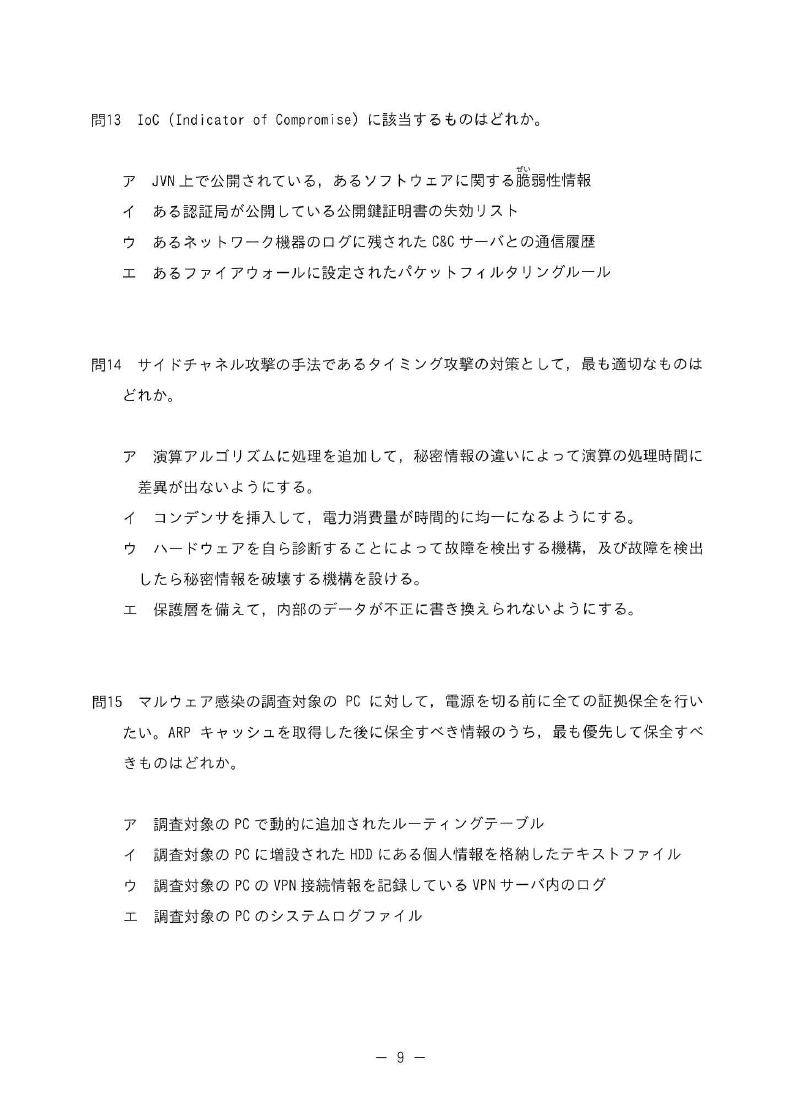 問13　IoC（Indicator of Compromise）に該当するものはどれか。
ぜい
ア　JVN 上で公開されている，あるソフトウェアに関する脆弱性情報
イ　ある認証局が公開している公開鍵証明書の失効リスト
ウ　あるネットワーク機器のログに残された C&C サーバとの通信履歴
エ　あるファイアウォールに設定されたパケットフィルタリングルール
問14　サイドチャネル攻撃の手法であるタイミング攻撃の対策として，最も適切なものは
どれか。
ア　演算アルゴリズムに処理を追加して，秘密情報の違いによって演算の処理時間に
差異が出ないようにする。
イ　コンデンサを挿入して，電力消費量が時間的に均一になるようにする。
ウ　ハードウェアを自ら診断することによって故障を検出する機構，及び故障を検出
したら秘密情報を破壊する機構を設ける。
エ　保護層を備えて，内部のデータが不正に書き換えられないようにする。
問15　マルウェア感染の調査対象の PC に対して，電源を切る前に全ての証拠保全を行い
たい。ARP キャッシュを取得した後に保全すべき情報のうち，最も優先して保全すべ
きものはどれか。
ア　調査対象の PC で動的に追加されたルーティングテーブル
イ　調査対象の PC に増設された HDD にある個人情報を格納したテキストファイル
ウ　調査対象の PC の VPN 接続情報を記録している VPN サーバ内のログ
エ　調査対象の PC のシステムログファイル
― 9 ―